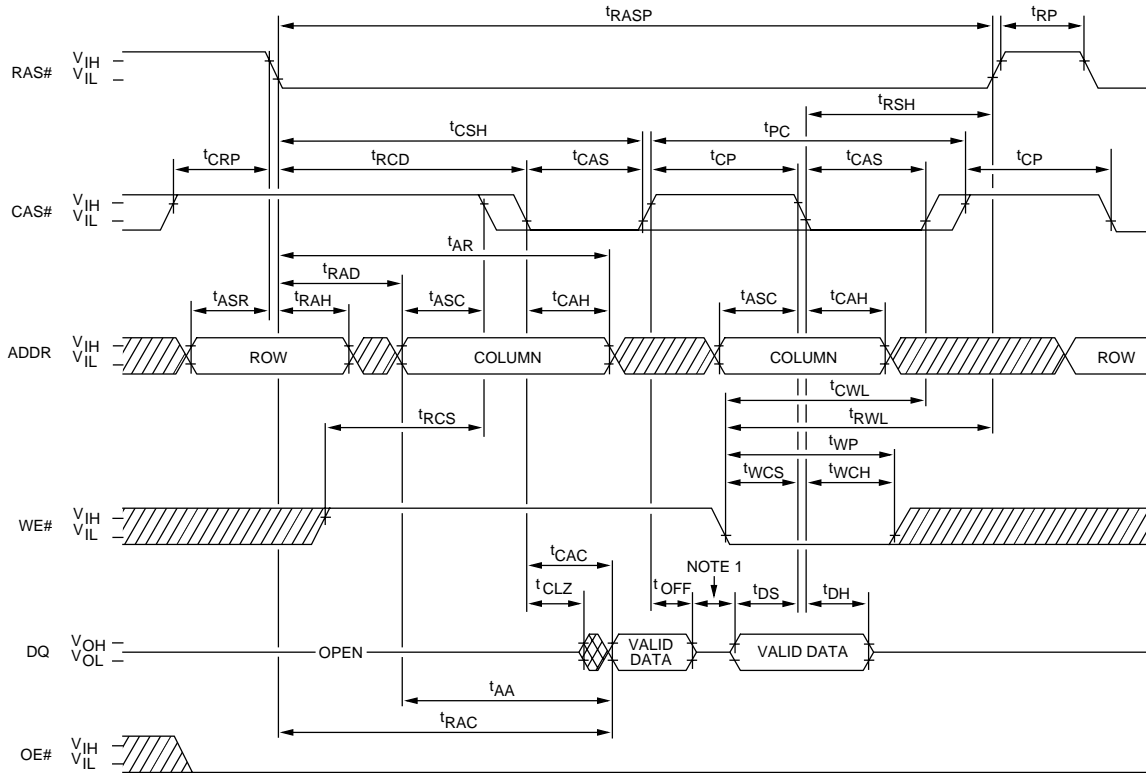 tRASP tRP
RAS# VIH
VIL
tRSH
tCSH tPC
tCRP tRCD tCAS tCP tCAS tCP
CAS# VIH
VIL
tAR
tRAD
tASR tRAH tASC tCAH tASC tCAH
ADDR VIH
VIL
ROW COLUMN COLUMN ROW
tCWL
tRCS tRWL
tWP
tWCS tWCH
WE# VIH
VIL
tCAC NOTE 1
tCLZ tOFF tDS tDH
DQ VOH
VOL
OPEN VALID DATA VALID DATA
tAA
tRAC
OE# VIH
VIL